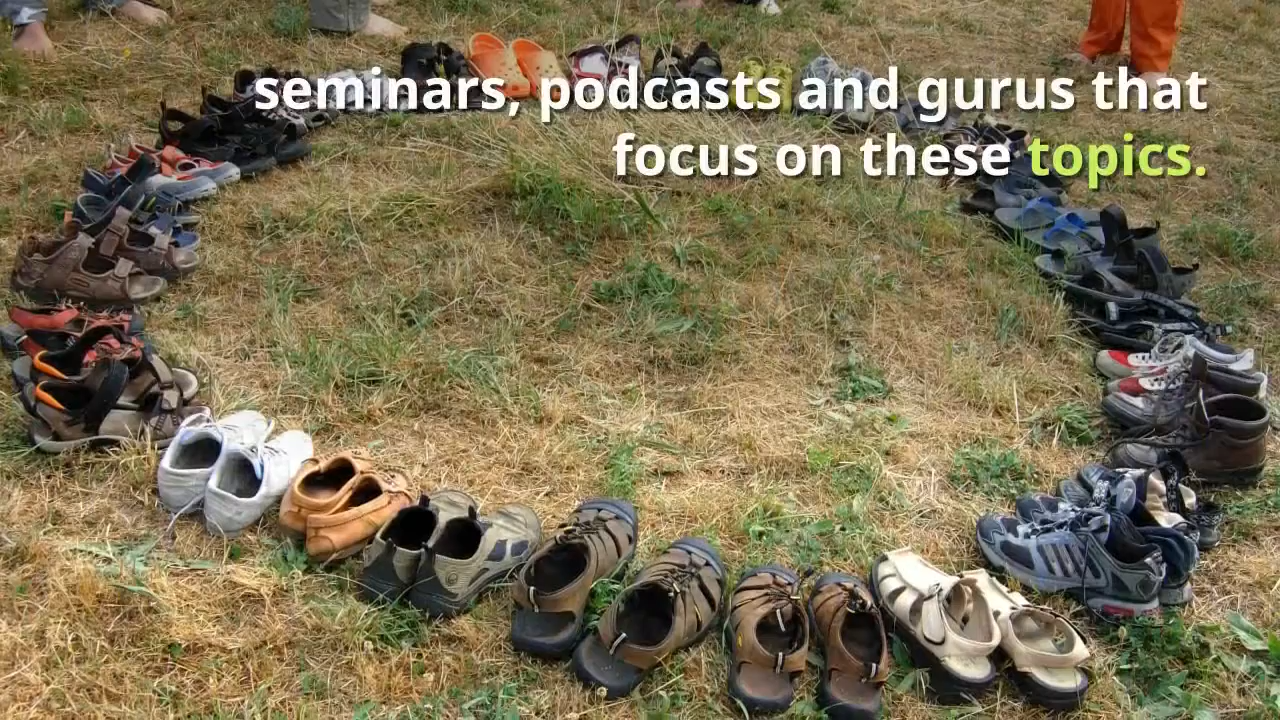 seminars, podcasts and gurus that
focus on these topics.